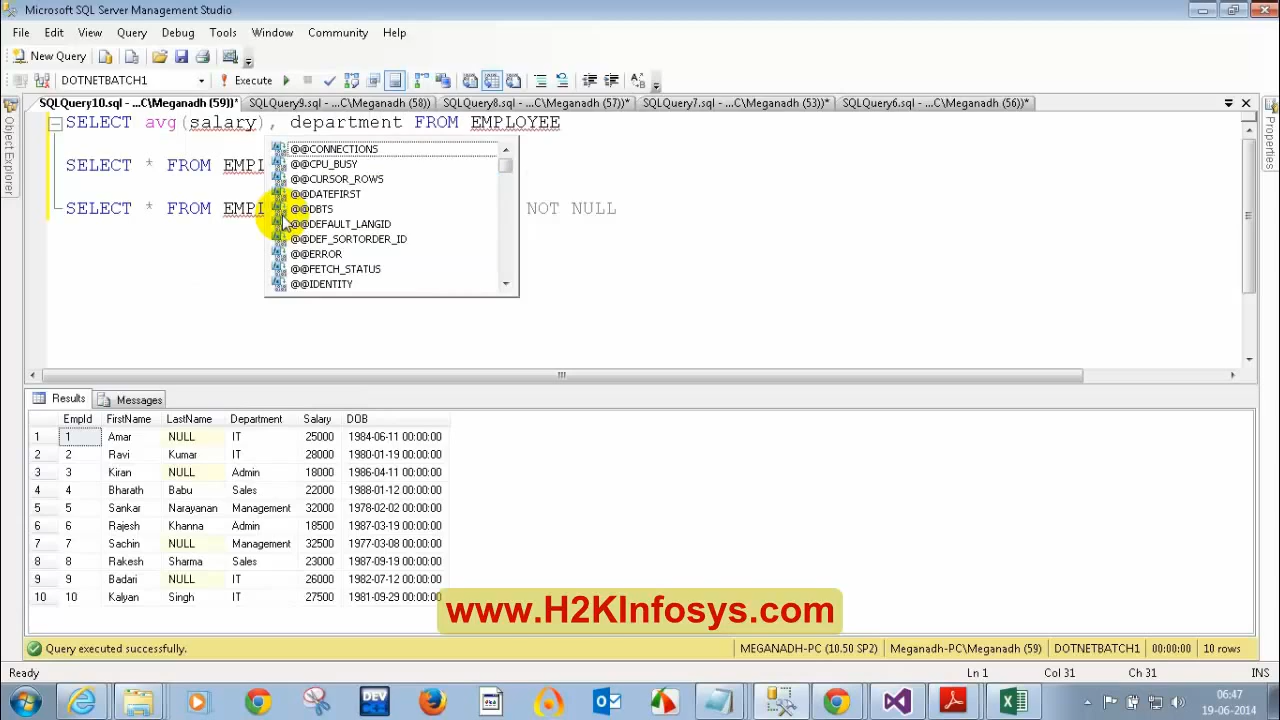 Microsoft SQL Server Management Studio
File Edit View Query Debug Tools Window Community Help
New Query
DOTNETBATCH1 Execute
SQLQuery10.sql - ...C\Meganadh (59))* SQLQuery9.sql - ...C\Meganadh (58)) SQLQuery8.sql - ...C\Meganadh (57))* SQLQuery7.sql - ...C\Meganadh (53))* SQLQuery6.sql - ...C\Meganadh (56))*
Object Explorer
Properties
SELECT avg(salary), department FROM EMPLOYEE
@@CONNECTIONS
SELECT * FROM EMPL
@@CPU_BUSY
@@CURSOR_ROWS
@@DATEFIRST
SELECT * FROM EMPL NOT NULL
@@DBTS
@@DEFAULT_LANGID
@@DEF_SORTORDER_ID
@@ERROR
@@FETCH_STATUS
@@IDENTITY
Results Messages
EmpId FirstName LastName Department Salary DOB
1 1 Amar NULL IT 25000 1984-06-11 00:00:00
2 2 Ravi Kumar IT 28000 1980-01-19 00:00:00
3 3 Kiran NULL Admin 18000 1986-04-11 00:00:00
4 4 Bharath Babu Sales 22000 1988-01-12 00:00:00
5 5 Sankar Narayanan Management 32000 1978-02-02 00:00:00
6 6 Rajesh Khanna Admin 18500 1987-03-19 00:00:00
7 7 Sachin NULL Management 32500 1977-03-08 00:00:00
8 8 Rakesh Sharma Sales 23000 1987-09-19 00:00:00
9 9 Badari NULL IT 26000 1982-07-12 00:00:00
10 10 Kalyan Singh IT 27500 1981-09-29 00:00:00
www.H2KInfosys.com
Query executed successfully. MEGANADH-PC (10.50 SP2) Meganadh-PC\Meganadh (59) DOTNETBATCH1 00:00:00 10 rows
Ready Ln 1 Col 31 Ch 31 INS
DEV
06:47
19-06-2014